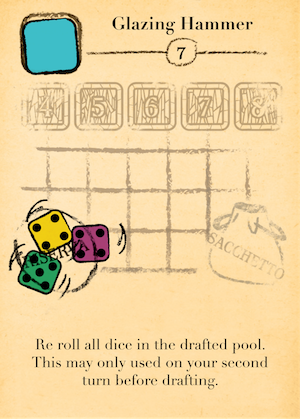 Glazing Hammer
7
4 5 6 7 8
RESERVA
SACCHETTO
Re roll all dice in the drafted pool.
This may only used on your second
turn before drafting.